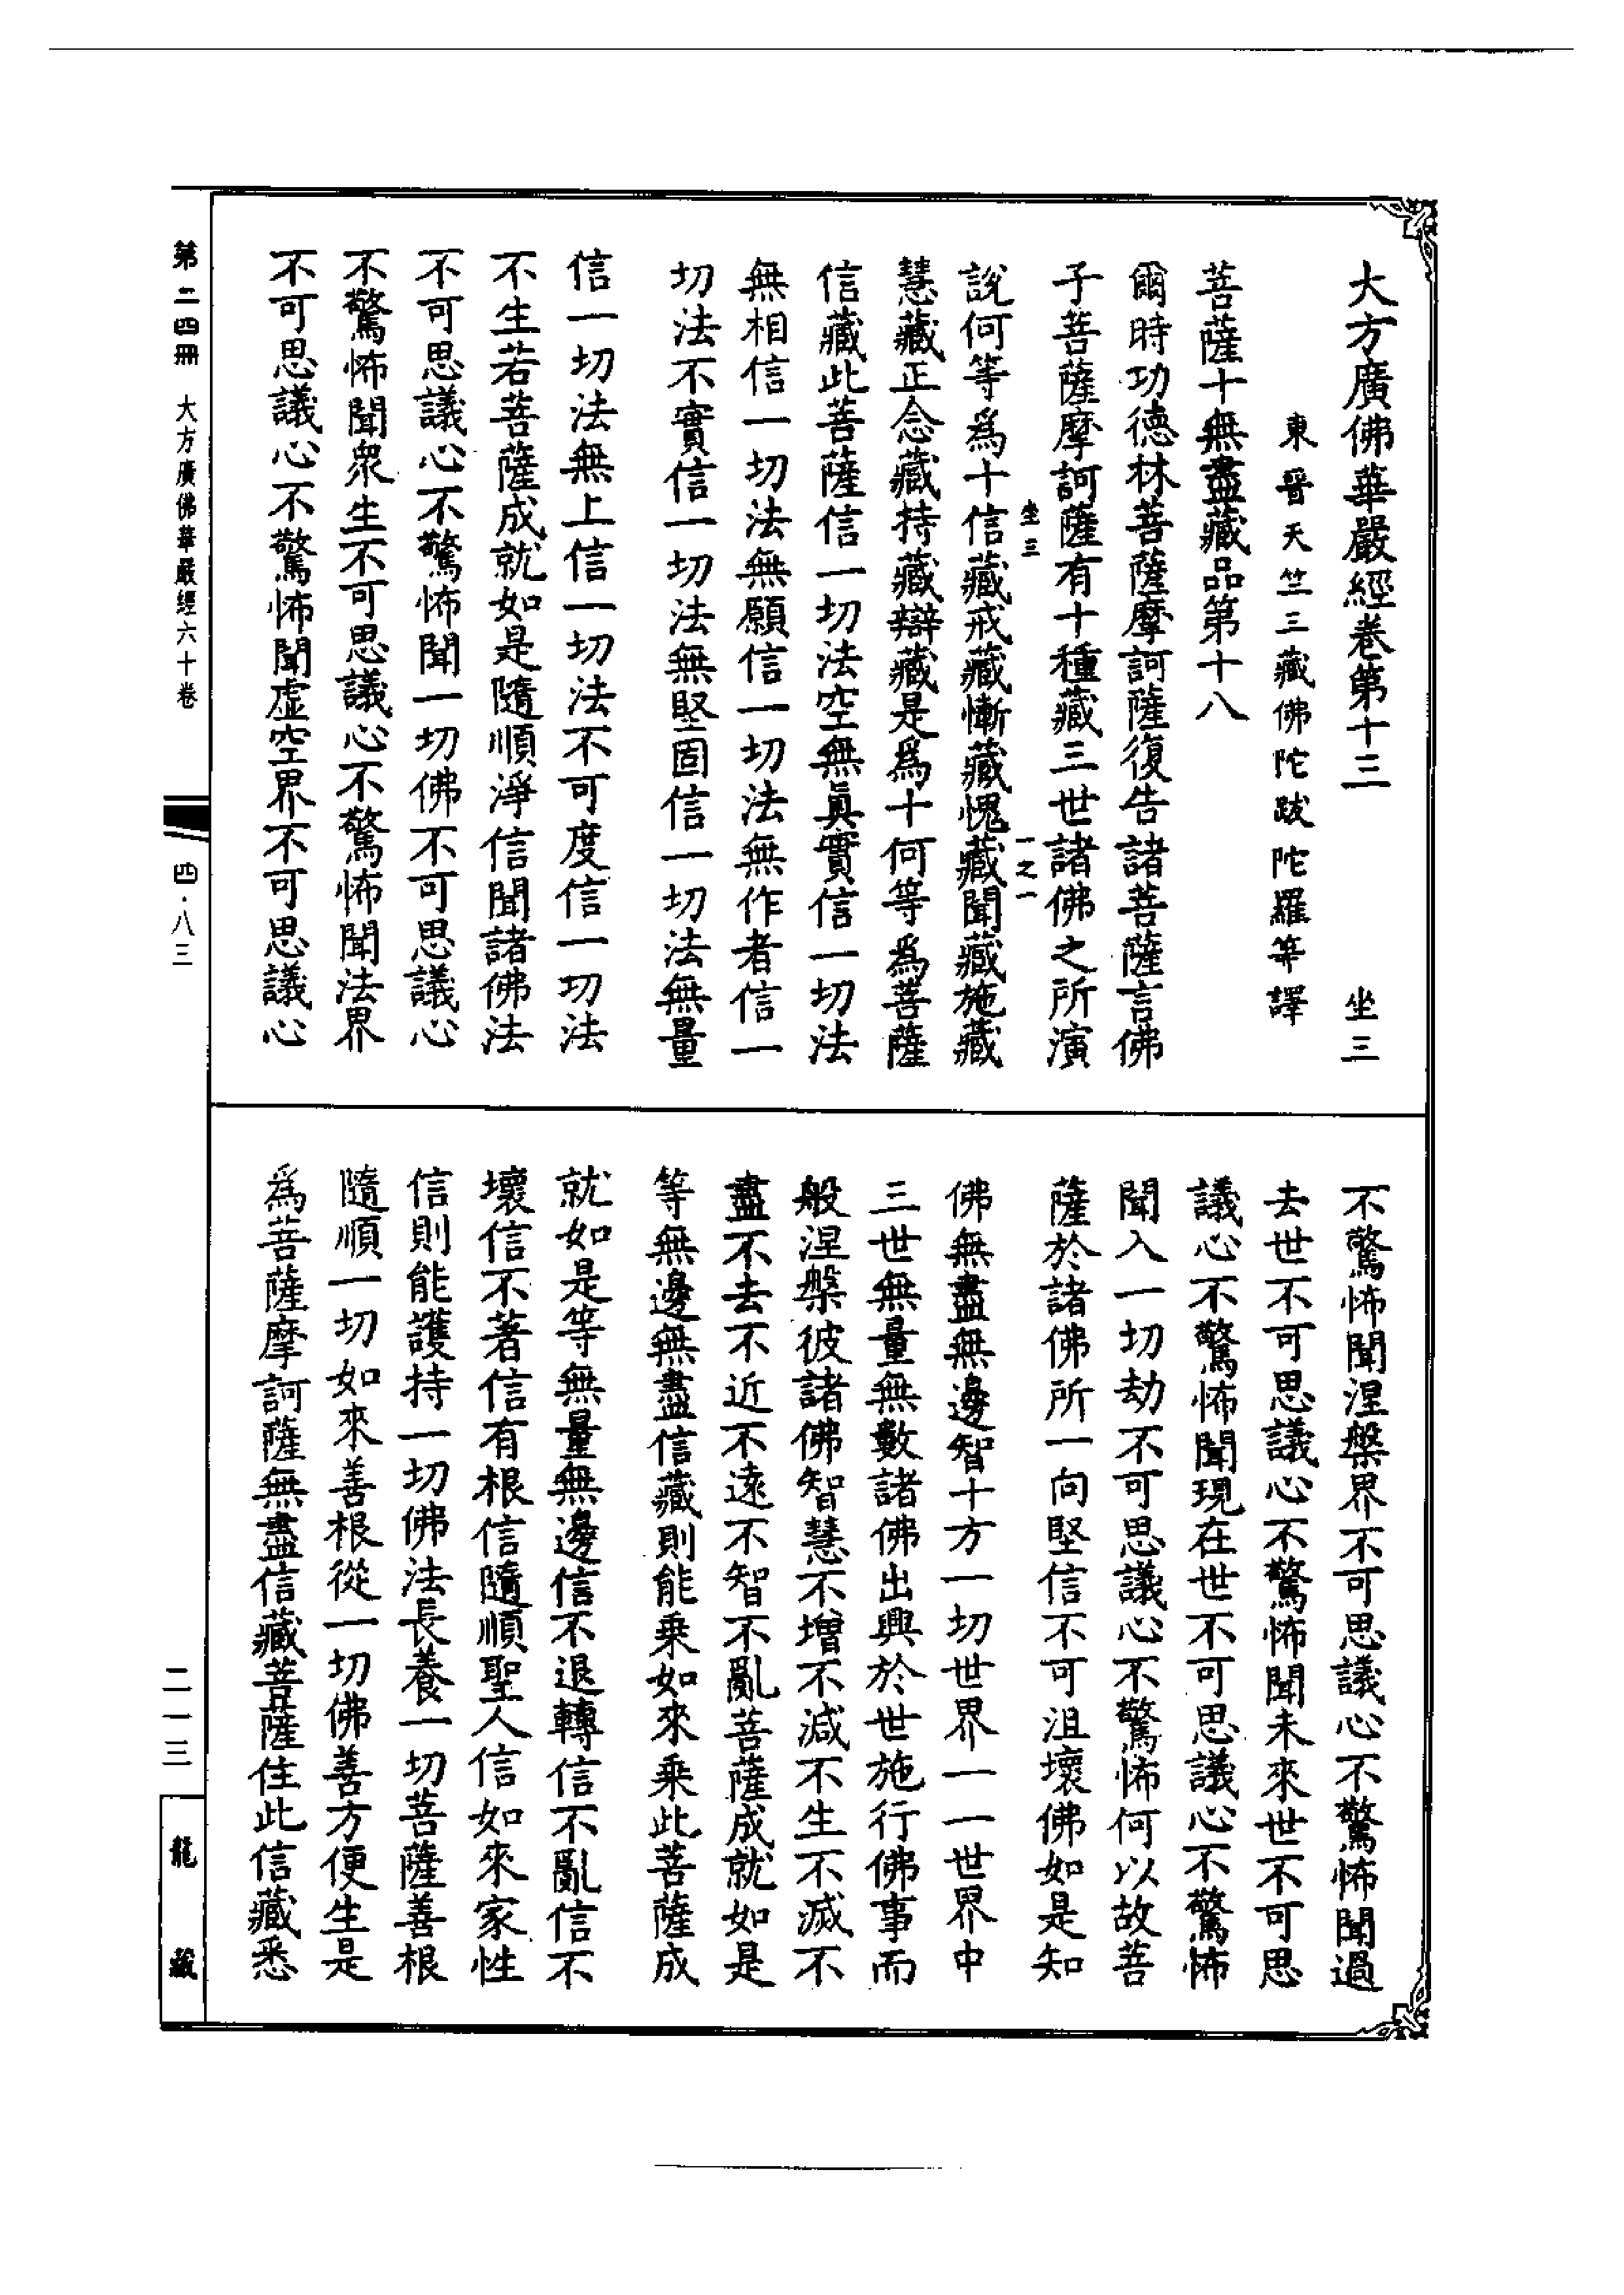 大方廣佛華嚴經卷第十三　坐三
東晉天竺三藏佛陀跋陀羅等譯
菩薩十無盡藏品第十八
爾時功德林菩薩摩訶薩復告諸菩薩言佛
子菩薩摩訶薩有十種藏三世諸佛之所演
坐三　一之一
說何等爲十信藏戒藏慚藏愧藏聞藏施藏
慧藏正念藏持藏辯藏是爲十何等爲菩薩
信藏此菩薩信一切法空無眞實信一切法
無相信一切法無願信一切法無作者信一
切法不實信一切法無堅固信一切法無量
信一切法無上信一切法不可度信一切法
不生若菩薩成就如是隨順淨信聞諸佛法
不可思議心不驚怖聞一切佛不可思議心
不驚怖聞衆生不可思議心不驚怖聞法界
不可思議心不驚怖聞虛空界不可思議心
不驚怖聞涅槃界不可思議心不驚怖聞過
去世不可思議心不驚怖聞未來世不可思
議心不驚怖聞現在世不可思議心不驚怖
聞入一切劫不可思議心不驚怖何以故菩
薩於諸佛所一向堅信不可沮壞佛如是知
佛無盡無邊智十方一切世界一一世界中
三世無量無數諸佛出興於世施行佛事而
般涅槃彼諸佛智慧不增不減不生不滅不
盡不去不近不遠不智不亂菩薩成就如是
等無邊無盡信藏則能乘如來乘此菩薩成
就如是等無量無邊信不退轉信不亂信不
壞信不著信有根信隨順聖人信如來家性
信則能護持一切佛法長養一切菩薩善根
隨順一切如來善根從一切佛善方便生是
爲菩薩摩訶薩無盡信藏菩薩住此信藏悉
第二四冊　大方廣佛華嚴經六十卷
四·八三
二一三
龍藏